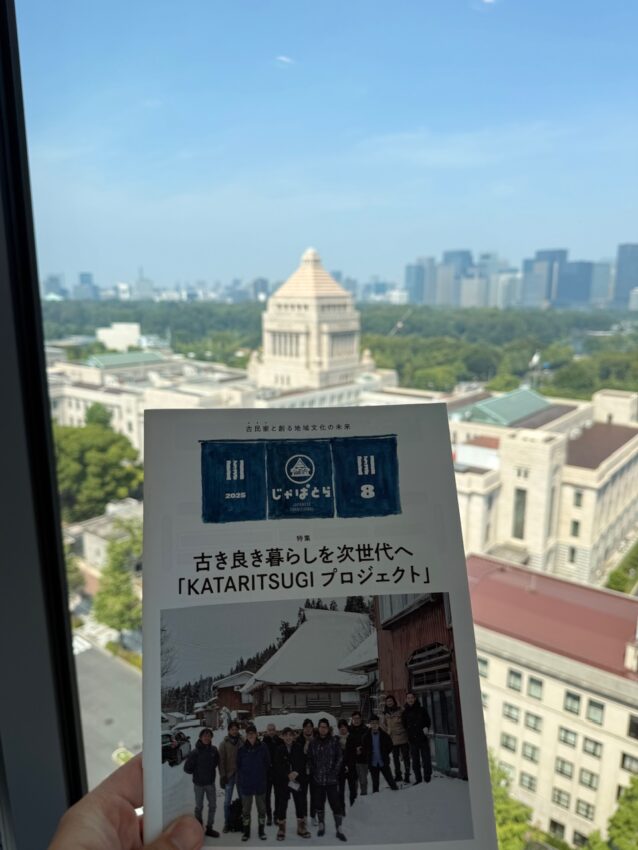 古民家と創る地域文化の未来
2025
じゃぱとら
JAPANESE TRADITIONAL
8
特集
古き良き暮らしを次世代へ
「KATARITSUGI プロジェクト」